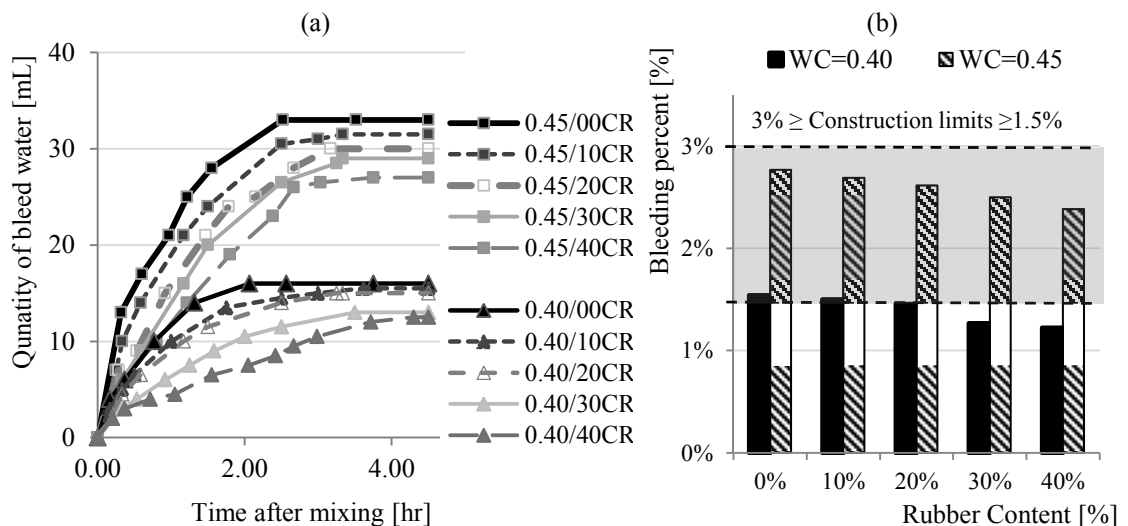 (a)
Qunatity of bleed water [mL]
40
30
20
10
0
0.00
2.00
4.00
Time after mixing [hr]
0.45/00CR
0.45/10CR
0.45/20CR
0.45/30CR
0.45/40CR
0.40/00CR
0.40/10CR
0.40/20CR
0.40/30CR
0.40/40CR
(b)
WC=0.40
WC=0.45
3% ≥ Construction limits ≥1.5%
Bleeding percent [%]
3%
2%
1%
0%
0%
10%
20%
30%
40%
Rubber Content [%]